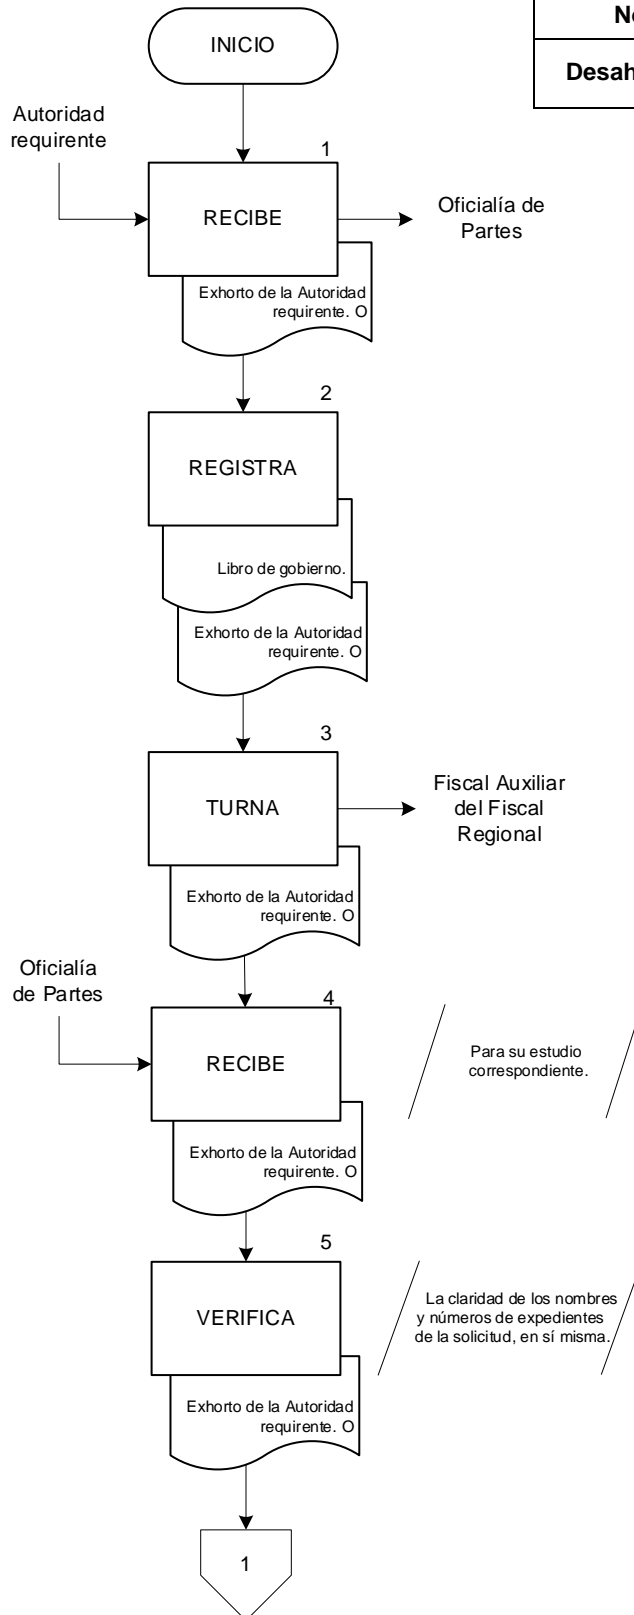 INICIO
Desah
Autoridad
requirente
1
RECIBE
Oficialía de
Partes
Exhorto de la Autoridad
requirente. O
2
REGISTRA
Libro de gobierno.
Exhorto de la Autoridad
requirente. O
3
TURNA
Fiscal Auxiliar
del Fiscal
Regional
Exhorto de la Autoridad
requirente. O
Oficialía
de Partes
4
RECIBE
Para su estudio
correspondiente.
Exhorto de la Autoridad
requirente. O
5
VERIFICA
La claridad de los nombres
y números de expedientes
de la solicitud, en sí misma.
Exhorto de la Autoridad
requirente. O
1